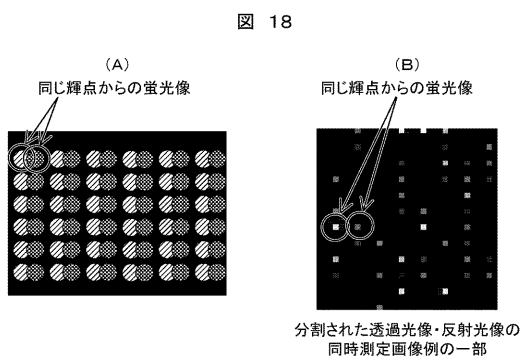 図 18
(A)
同じ輝点からの蛍光像
(B)
同じ輝点からの蛍光像
分割された透過光像・反射光像の
同時測定画像例の一部